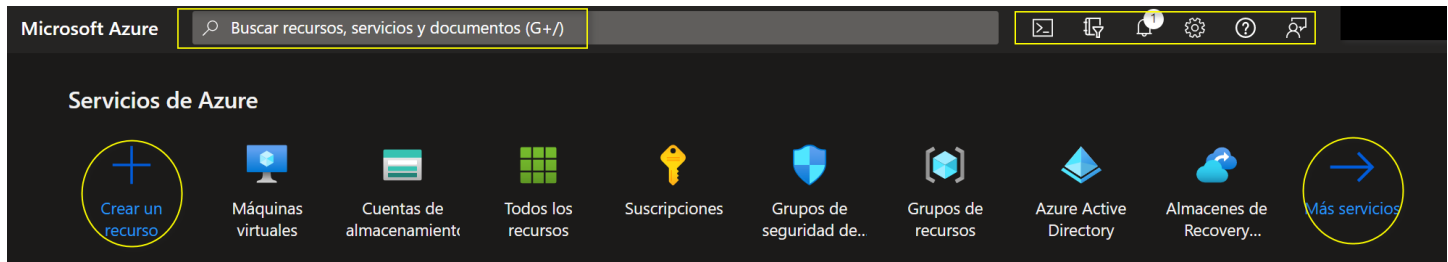 Microsoft Azure
Buscar recursos, servicios y documentos (G+/)
1
Servicios de Azure
Crear un
recurso
Máquinas
virtuales
Cuentas de
almacenamiento
Todos los
recursos
Suscripciones
Grupos de
seguridad de...
Grupos de
recursos
Azure Active
Directory
Almacenes de
Recovery...
Más servicios